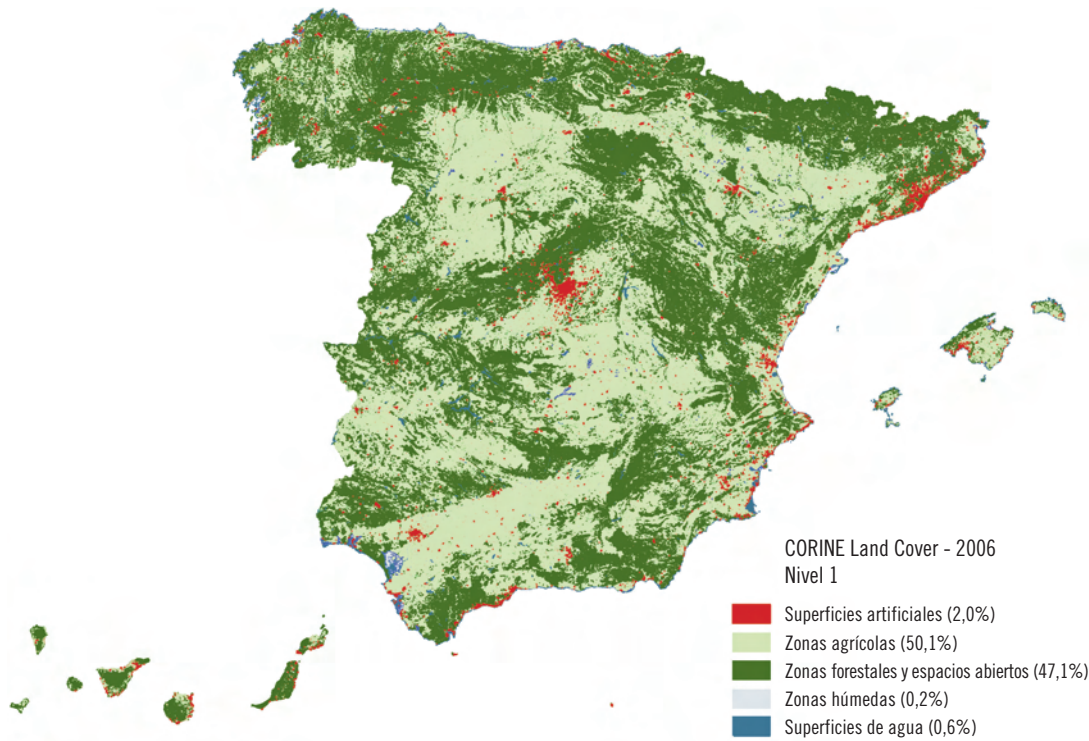 CORINE Land Cover - 2006
Nivel 1
Superficies artificiales (2,0%)
Zonas agrícolas (50,1%)
Zonas forestales y espacios abiertos (47,1%)
Zonas húmedas (0,2%)
Superficies de agua (0,6%)